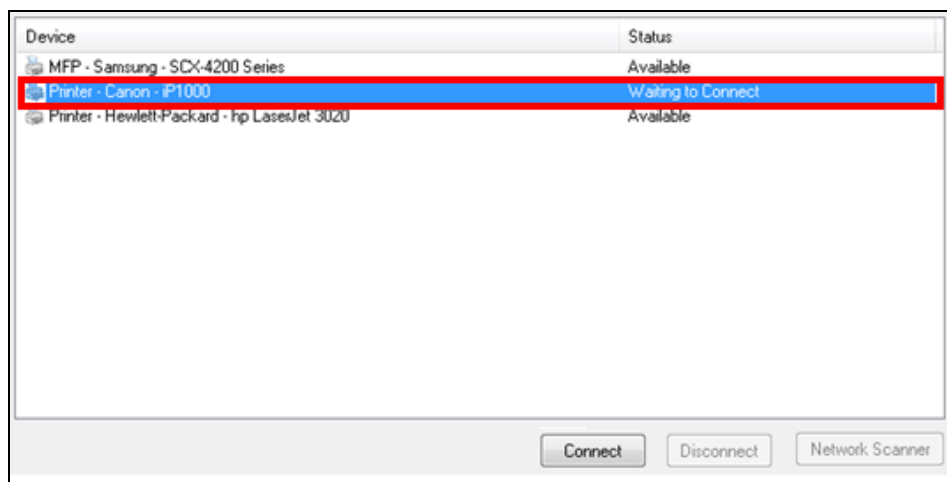 Device Status
MFP - Samsung - SCX-4200 Series Available
Printer - Canon - iP1000 Waiting to Connect
Printer - Hewlett-Packard - hp LaserJet 3020 Available
Connect Disconnect Network Scanner